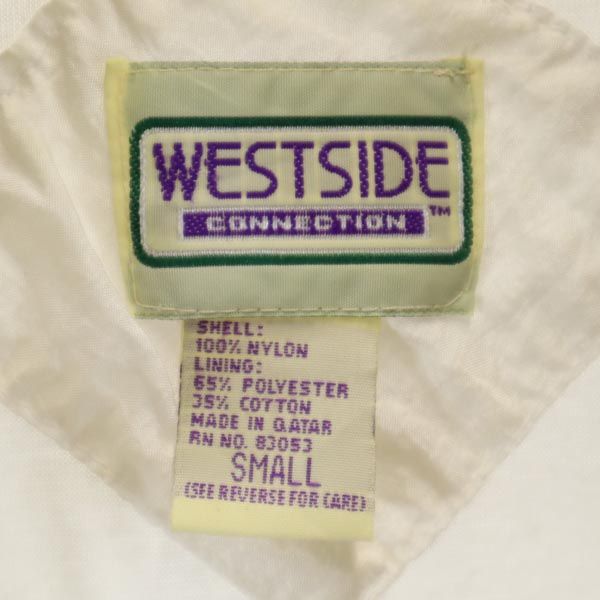 WESTSIDE
CONNECTION™
SHELL:
100% NYLON
LINING:
65% POLYESTER
35% COTTON
MADE IN QATAR
RN NO. 83053
SMALL
(SEE REVERSE FOR CARE)